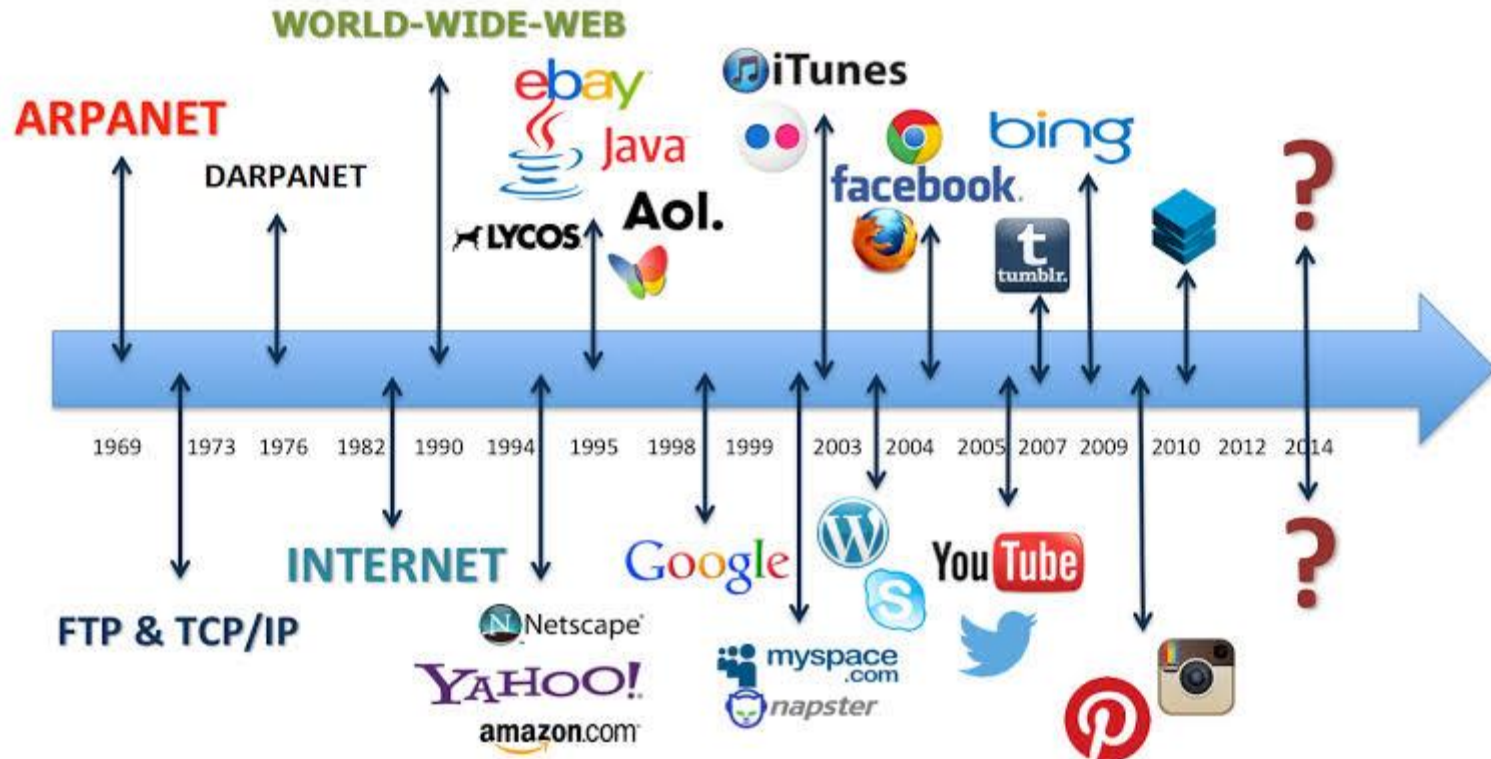 WORLD-WIDE-WEB
iTunes
ebay
ARPANET
bing
?
Java
DARPANET
facebook.
Aol.
LYCOS
t
tumblr.
1969 1973 1976 1982 1990 1994 1995 1998 1999 2003 2004 2005 2007 2009 2010 2012 2014
W
INTERNET
Google
You Tube
?
S
FTP & TCP/IP
N Netscape®
YAHOO!
myspace
.com
napster
amazon.com
P